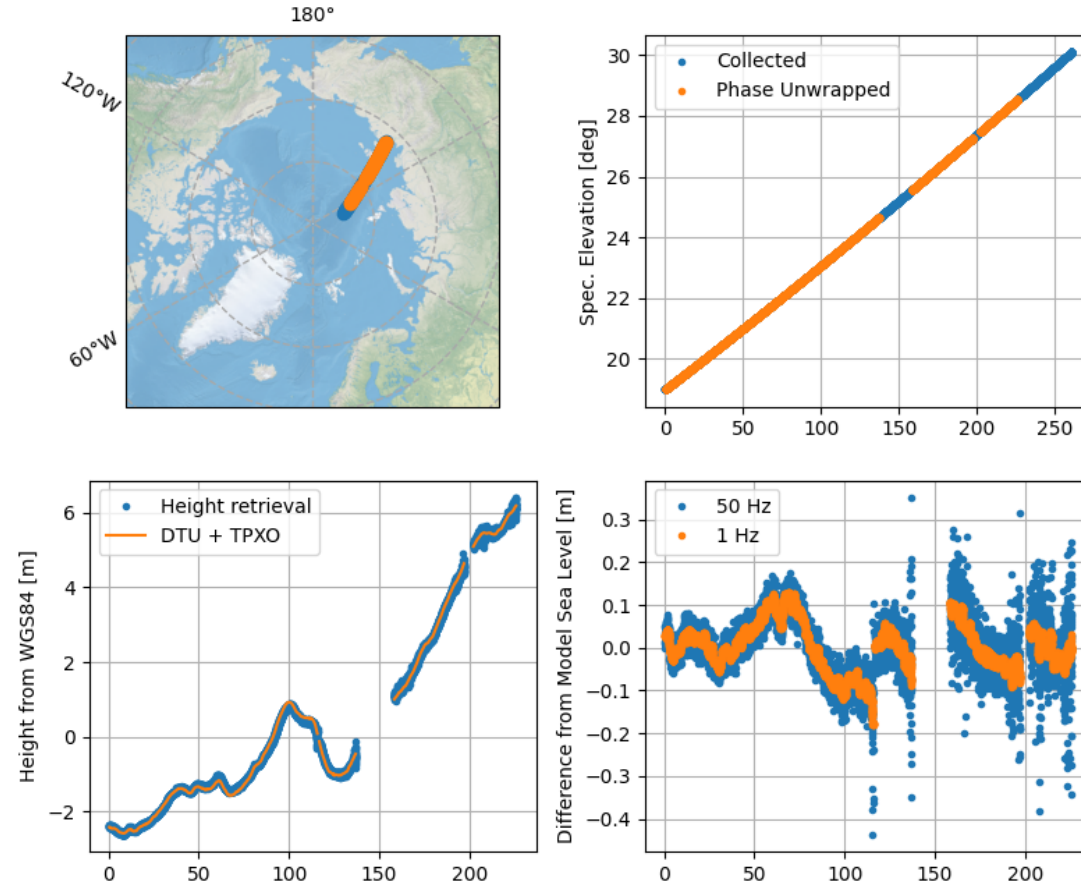 180°
120°W
60°W
30
28
26
24
22
20
Spec. Elevation [deg]
Collected
Phase Unwrapped
0 50 100 150 200 250
6
4
2
0
−2
Height from WGS84 [m]
Height retrieval
DTU + TPXO
0 50 100 150 200
0.3
0.2
0.1
0.0
−0.1
−0.2
−0.3
−0.4
Difference from Model Sea Level [m]
50 Hz
1 Hz
0 50 100 150 200